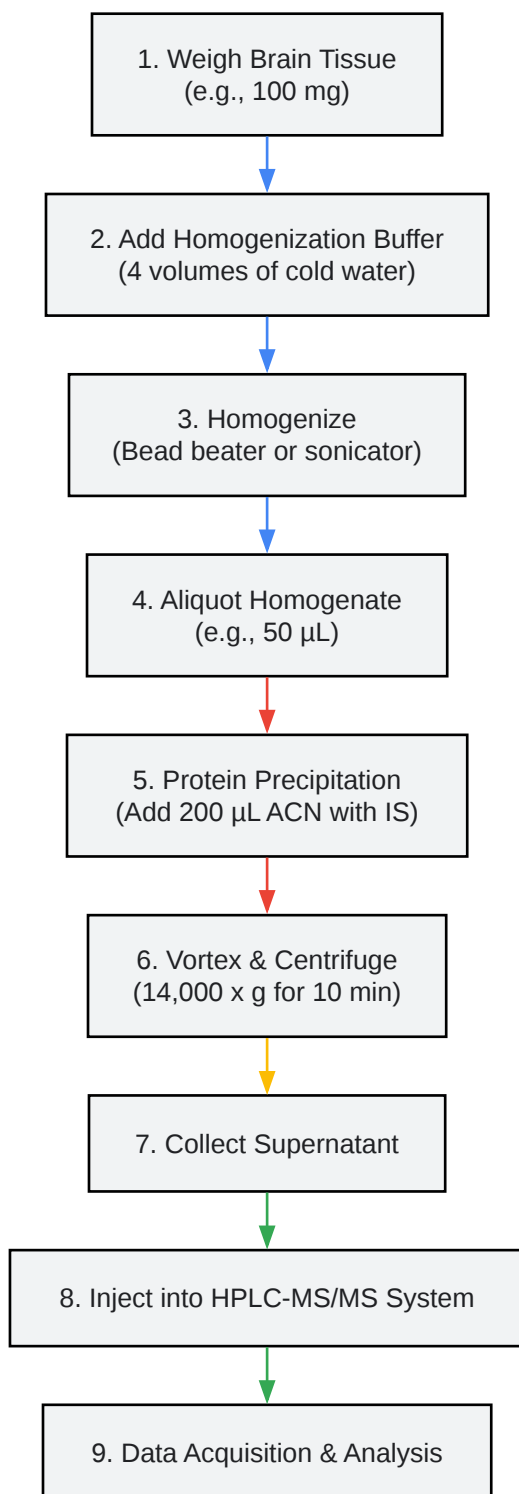 1. Weigh Brain Tissue
(e.g., 100 mg)
2. Add Homogenization Buffer
(4 volumes of cold water)
3. Homogenize
(Bead beater or sonicator)
4. Aliquot Homogenate
(e.g., 50 µL)
5. Protein Precipitation
(Add 200 µL ACN with IS)
6. Vortex & Centrifuge
(14,000 x g for 10 min)
7. Collect Supernatant
8. Inject into HPLC-MS/MS System
9. Data Acquisition & Analysis